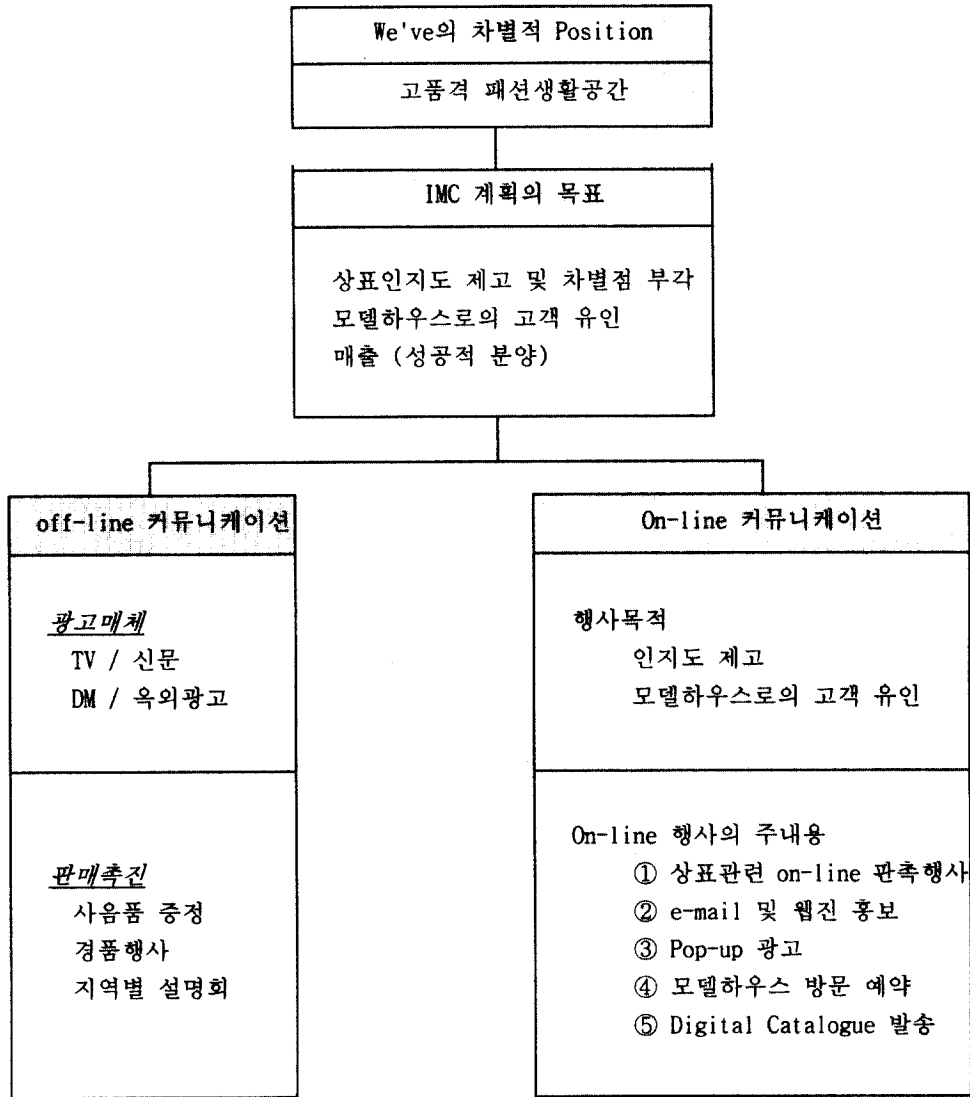 We've의 차별적 Position
고품격 패션생활공간
IMC 계획의 목표
상표인지도 제고 및 차별점 부각
모델하우스로의 고객 유인
매출 (성공적 분양)
off-line 커뮤니케이션
광고매체
TV / 신문
DM / 옥외광고
판매촉진
사음품 증정
경품행사
지역별 설명회
On-line 커뮤니케이션
행사목적
인지도 제고
모델하우스로의 고객 유인
On-line 행사의 주내용
① 상표관련 on-line 판촉행사
② e-mail 및 웹진 홍보
③ Pop-up 광고
④ 모델하우스 방문 예약
⑤ Digital Catalogue 발송